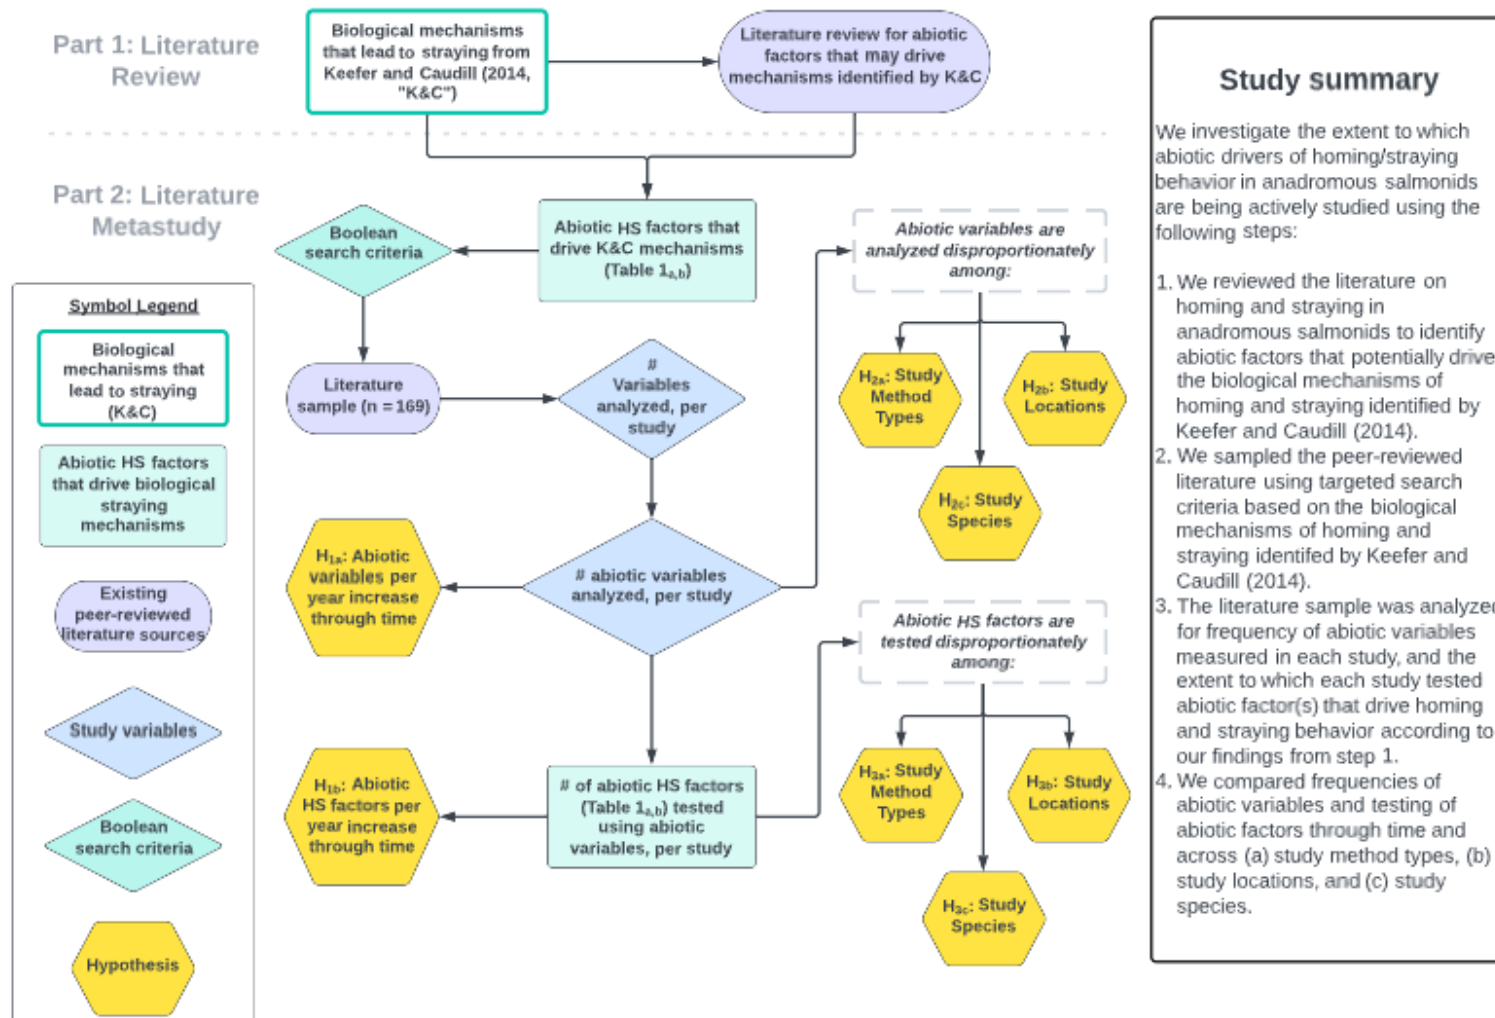 Part 1: Literature
Review
Biological mechanisms
that lead to straying from
Keefer and Caudill (2014,
"K&C")
Literature review for abiotic
factors that may drive
mechanisms identified by K&C
Part 2: Literature
Metastudy
Boolean
search criteria
Abiotic HS factors that
drive K&C mechanisms
(Table 1a,b)
Abiotic variables are
analyzed disproportionately
among:
Literature
sample (n = 169)
#
Variables
analyzed, per
study
H2a: Study
Method
Types
H2b: Study
Locations
H2c: Study
Species
H1a: Abiotic
variables per
year increase
through time
# abiotic variables
analyzed, per study
Abiotic HS factors are
tested disproportionately
among:
H1b: Abiotic
HS factors per
year increase
through time
# of abiotic HS factors
(Table 1a,b) tested
using abiotic
variables, per study
H3a: Study
Method
Types
H3b: Study
Locations
H3c: Study
Species
Symbol Legend
Biological
mechanisms that
lead to straying
(K&C)
Abiotic HS factors
that drive biological
straying
mechanisms
Existing
peer-reviewed
literature sources
Study variables
Boolean
search criteria
Hypothesis
Study summary
We investigate the extent to which
abiotic drivers of homing/straying
behavior in anadromous salmonids
are being actively studied using the
following steps:
1. We reviewed the literature on
homing and straying in
anadromous salmonids to identify
abiotic factors that potentially drive
the biological mechanisms of
homing and straying identified by
Keefer and Caudill (2014).
2. We sampled the peer-reviewed
literature using targeted search
criteria based on the biological
mechanisms of homing and
straying identifed by Keefer and
Caudill (2014).
3. The literature sample was analyzed
for frequency of abiotic variables
measured in each study, and the
extent to which each study tested
abiotic factor(s) that drive homing
and straying behavior according to
our findings from step 1.
4. We compared frequencies of
abiotic variables and testing of
abiotic factors through time and
across (a) study method types, (b)
study locations, and (c) study
species.